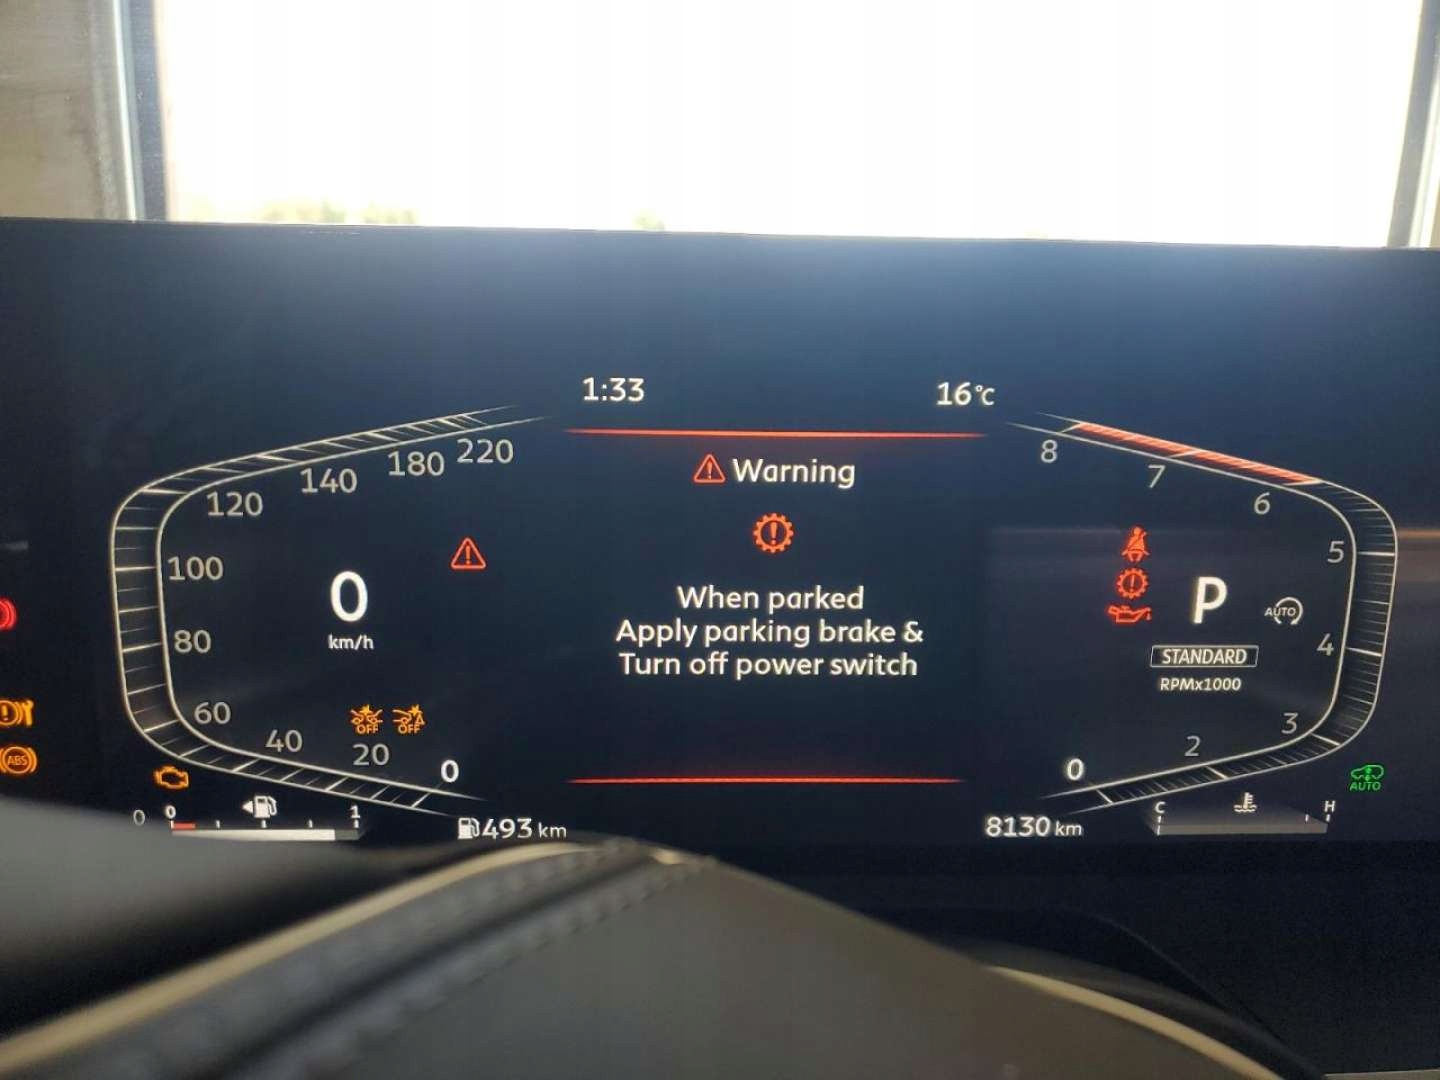 1:33
16°C
Warning
When parked
Apply parking brake &
Turn off power switch
220
180
140
120
100
80
60
40
20
0
0
km/h
OFF
OFF
A
ABS
0
0
1
493 km
8
7
6
5
4
3
2
0
P
AUTO
STANDARD
RPMx1000
AUTO
8130 km
C
H